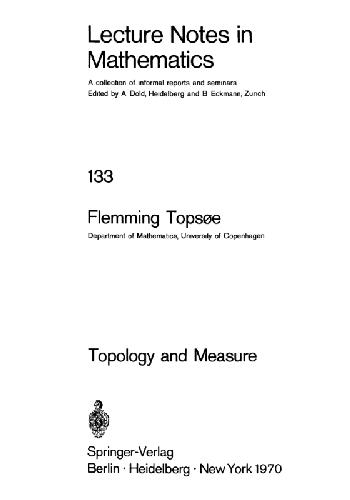 Lecture Notes in
Mathematics
A collection of informal reports and seminars
Edited by A. Dold, Heidelberg and B. Eckmann, Zurich
133
Flemming Topsøe
Department of Mathematics, University of Copenhagen
Topology and Measure
Springer-Verlag
Berlin · Heidelberg · New York 1970